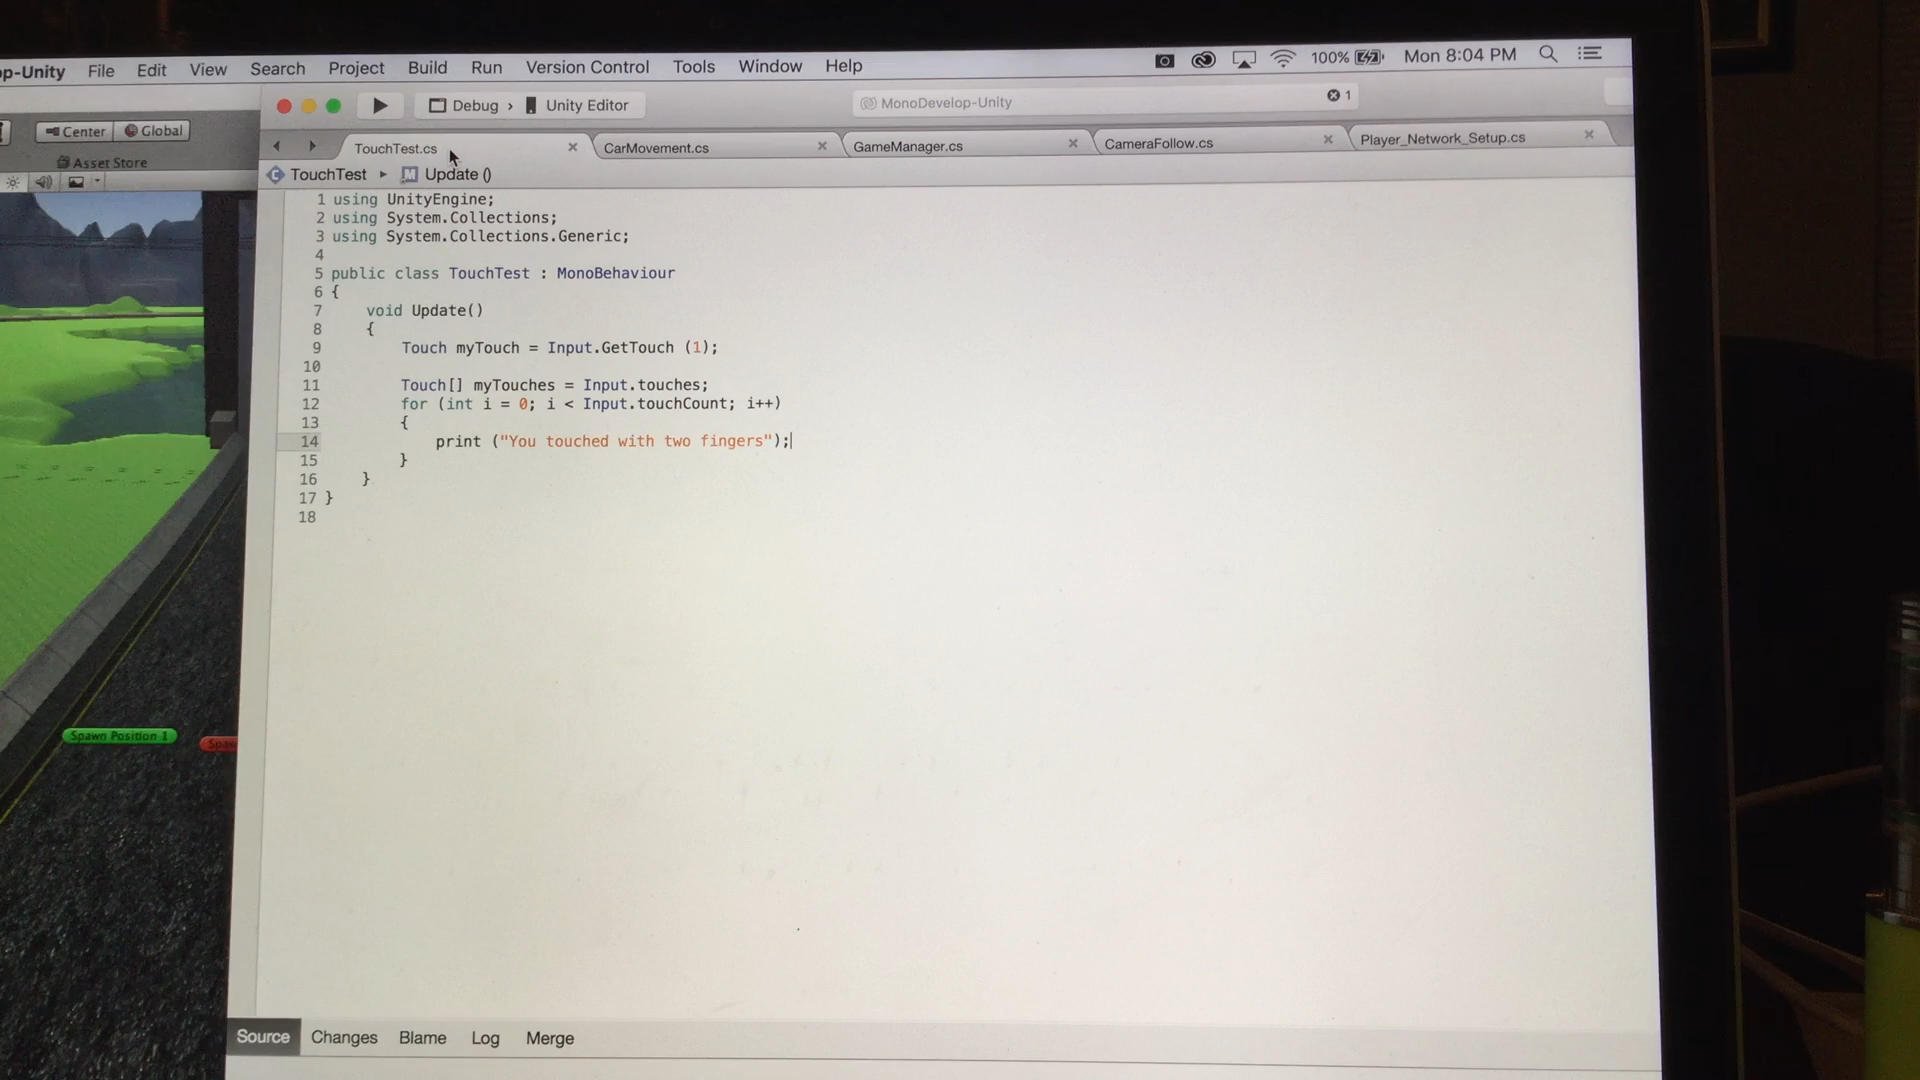 op-Unity File Edit View Search Project Build Run Version Control Tools Window Help 100% Mon 8:04 PM
Debug › Unity Editor MonoDevelop-Unity 1
Center Global
TouchTest.cs CarMovement.cs GameManager.cs CameraFollow.cs Player_Network_Setup.cs
Asset Store
TouchTest ▸ M Update ()
1 using UnityEngine;
2 using System.Collections;
3 using System.Collections.Generic;
4
5 public class TouchTest : MonoBehaviour
6 {
7 void Update()
8 {
9 Touch myTouch = Input.GetTouch (1);
10
11 Touch[] myTouches = Input.touches;
12 for (int i = 0; i < Input.touchCount; i++)
13 {
14 print ("You touched with two fingers");
15 }
16 }
17 }
18
Spawn Position 1
Spaw
Source Changes Blame Log Merge